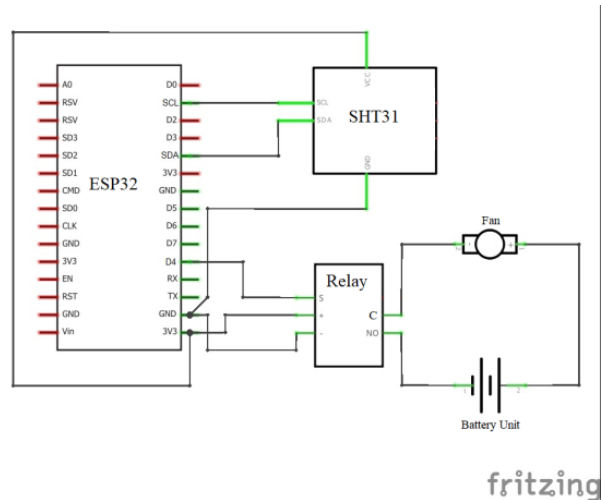 VCC
A0
RSV
RSV
SD3
SD2
SD1
CMD
SD0
CLK
GND
3V3
EN
RST
GND
Vin
ESP32
D0
SCL
D2
D3
SDA
3V3
GND
D5
D6
D7
D4
RX
TX
GND
3V3
SCL
SDA
SHT31
GND
Relay
S
+
-
C
NO
Fan
Battery Unit
fritzing